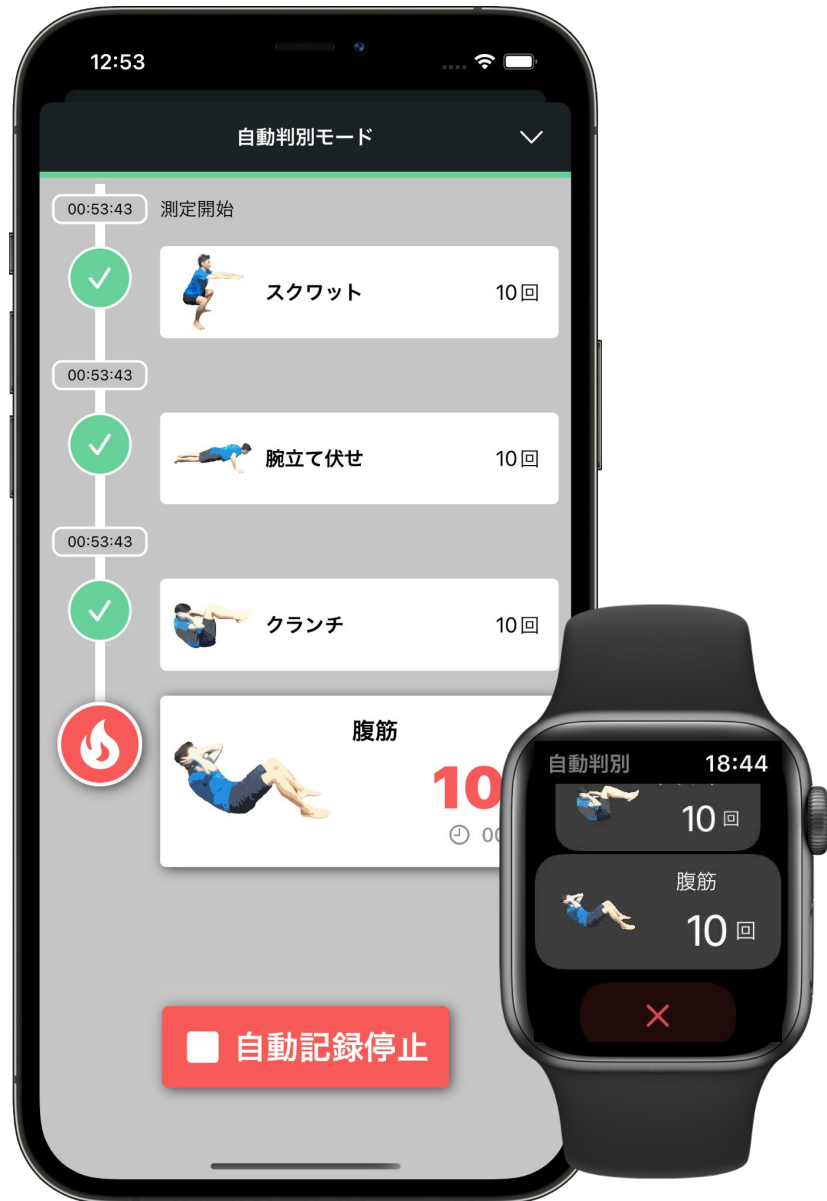 12:53
自動判別モード
00:53:43
測定開始
スクワット
10回
00:53:43
腕立て伏せ
10回
00:53:43
クランチ
10回
腹筋
10
00
自動記録停止
自動判別
18:44
10回
腹筋
10回